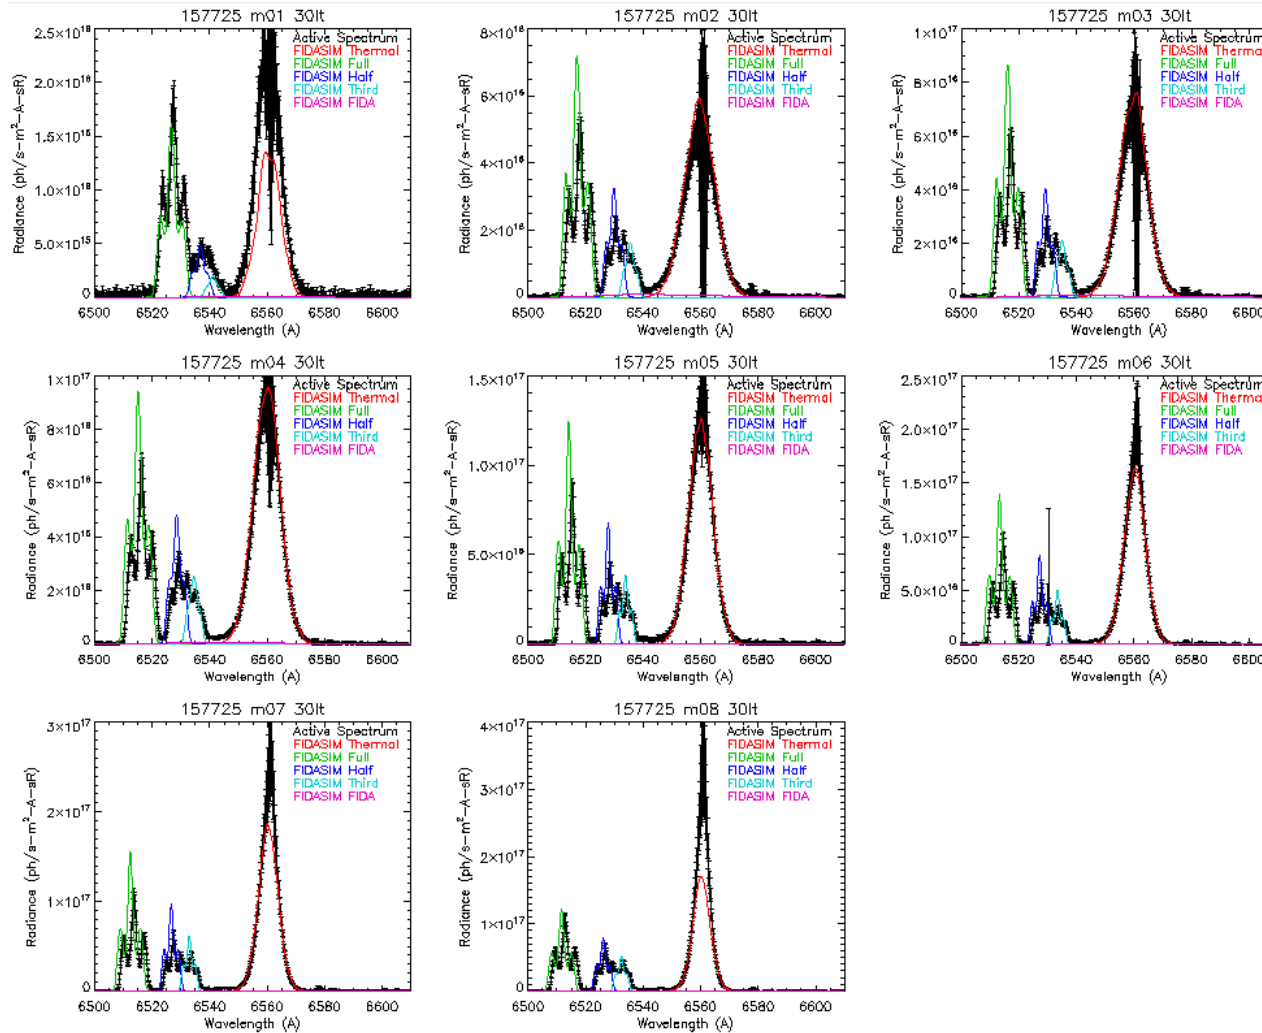 157725 m01 30lt
2.5×10¹⁶
2.0×10¹⁶
1.5×10¹⁶
1.0×10¹⁶
5.0×10¹⁵
0
Radiance (ph/s-m²-A-sR)
Active Spectrum
FIDASIM Thermal
FIDASIM Full
FIDASIM Half
FIDASIM Third
FIDASIM FIDA
6500 6520 6540 6560 6580 6600
Wavelength (A)
157725 m02 30lt
8×10¹⁶
6×10¹⁶
4×10¹⁶
2×10¹⁶
0
Radiance (ph/s-m²-A-sR)
Active Spectrum
FIDASIM Thermal
FIDASIM Full
FIDASIM Half
FIDASIM Third
FIDASIM FIDA
6500 6520 6540 6560 6580 6600
Wavelength (A)
157725 m03 30lt
1×10¹⁷
8×10¹⁶
6×10¹⁶
4×10¹⁶
2×10¹⁶
0
Radiance (ph/s-m²-A-sR)
Active Spectrum
FIDASIM Thermal
FIDASIM Full
FIDASIM Half
FIDASIM Third
FIDASIM FIDA
6500 6520 6540 6560 6580 6600
Wavelength (A)
157725 m04 30lt
1×10¹⁷
8×10¹⁶
6×10¹⁶
4×10¹⁶
2×10¹⁶
0
Radiance (ph/s-m²-A-sR)
Active Spectrum
FIDASIM Thermal
FIDASIM Full
FIDASIM Half
FIDASIM Third
FIDASIM FIDA
6500 6520 6540 6560 6580 6600
Wavelength (A)
157725 m05 30lt
1.5×10¹⁷
1.0×10¹⁷
5.0×10¹⁶
0
Radiance (ph/s-m²-A-sR)
Active Spectrum
FIDASIM Thermal
FIDASIM Full
FIDASIM Half
FIDASIM Third
FIDASIM FIDA
6500 6520 6540 6560 6580 6600
Wavelength (A)
157725 m06 30lt
2.5×10¹⁷
2.0×10¹⁷
1.5×10¹⁷
1.0×10¹⁷
5.0×10¹⁶
0
Radiance (ph/s-m²-A-sR)
Active Spectrum
FIDASIM Thermal
FIDASIM Full
FIDASIM Half
FIDASIM Third
FIDASIM FIDA
6500 6520 6540 6560 6580 6600
Wavelength (A)
157725 m07 30lt
3×10¹⁷
2×10¹⁷
1×10¹⁷
0
Radiance (ph/s-m²-A-sR)
Active Spectrum
FIDASIM Thermal
FIDASIM Full
FIDASIM Half
FIDASIM Third
FIDASIM FIDA
6500 6520 6540 6560 6580 6600
Wavelength (A)
157725 m08 30lt
4×10¹⁷
3×10¹⁷
2×10¹⁷
1×10¹⁷
0
Radiance (ph/s-m²-A-sR)
Active Spectrum
FIDASIM Thermal
FIDASIM Full
FIDASIM Half
FIDASIM Third
FIDASIM FIDA
6500 6520 6540 6560 6580 6600
Wavelength (A)